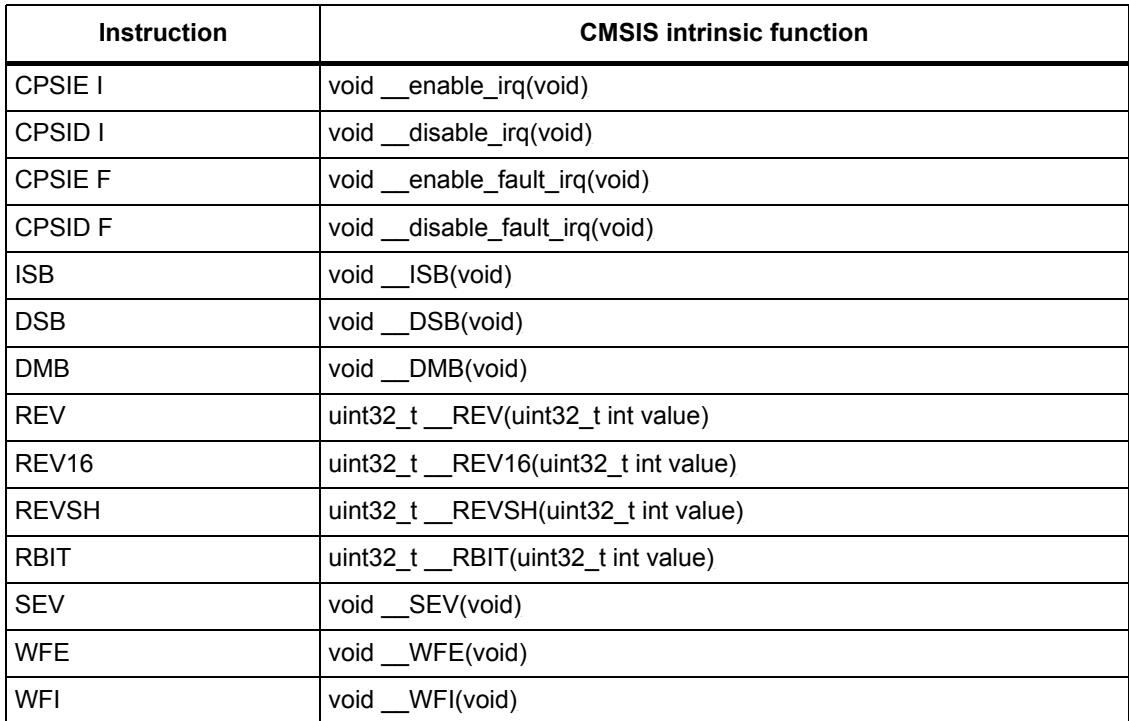 Instruction CMSIS intrinsic function
CPSIE I void __enable_irq(void)
CPSID I void __disable_irq(void)
CPSIE F void __enable_fault_irq(void)
CPSID F void __disable_fault_irq(void)
ISB void __ISB(void)
DSB void __DSB(void)
DMB void __DMB(void)
REV uint32_t __REV(uint32_t int value)
REV16 uint32_t __REV16(uint32_t int value)
REVSH uint32_t __REVSH(uint32_t int value)
RBIT uint32_t __RBIT(uint32_t int value)
SEV void __SEV(void)
WFE void __WFE(void)
WFI void __WFI(void)